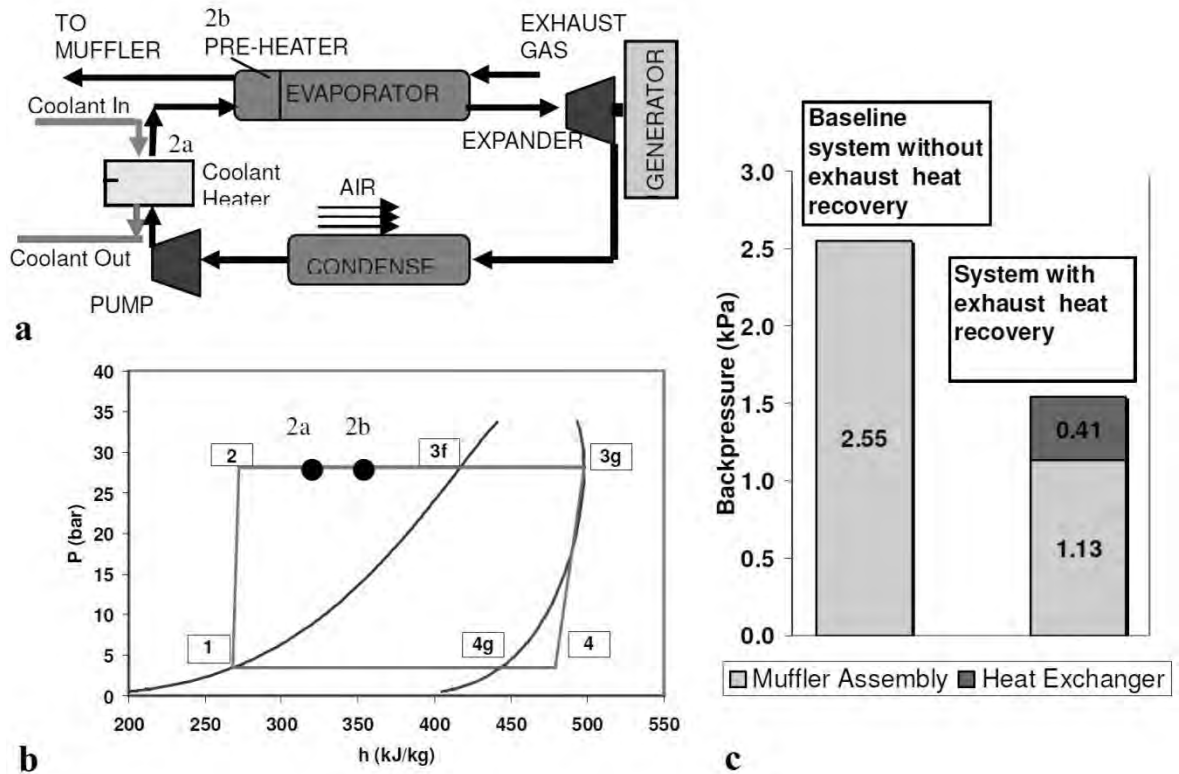 TO
MUFFLER
2b
PRE-HEATER
EXHAUST
GAS
EVAPORATOR
GENERATOR
Coolant In
2a
EXPANDER
Coolant
Heater
AIR
Coolant Out
CONDENSE
PUMP
a
P (bar)
40
35
30
25
20
15
10
5
0
2a
2b
2
3f
3g
1
4g
4
200
250
300
350
400
450
500
550
h (kJ/kg)
b
Baseline
system without
exhaust heat
recovery
System with
exhaust heat
recovery
Backpressure (kPa)
3.0
2.5
2.0
1.5
1.0
0.5
0.0
2.55
0.41
1.13
Muffler Assembly
Heat Exchanger
c